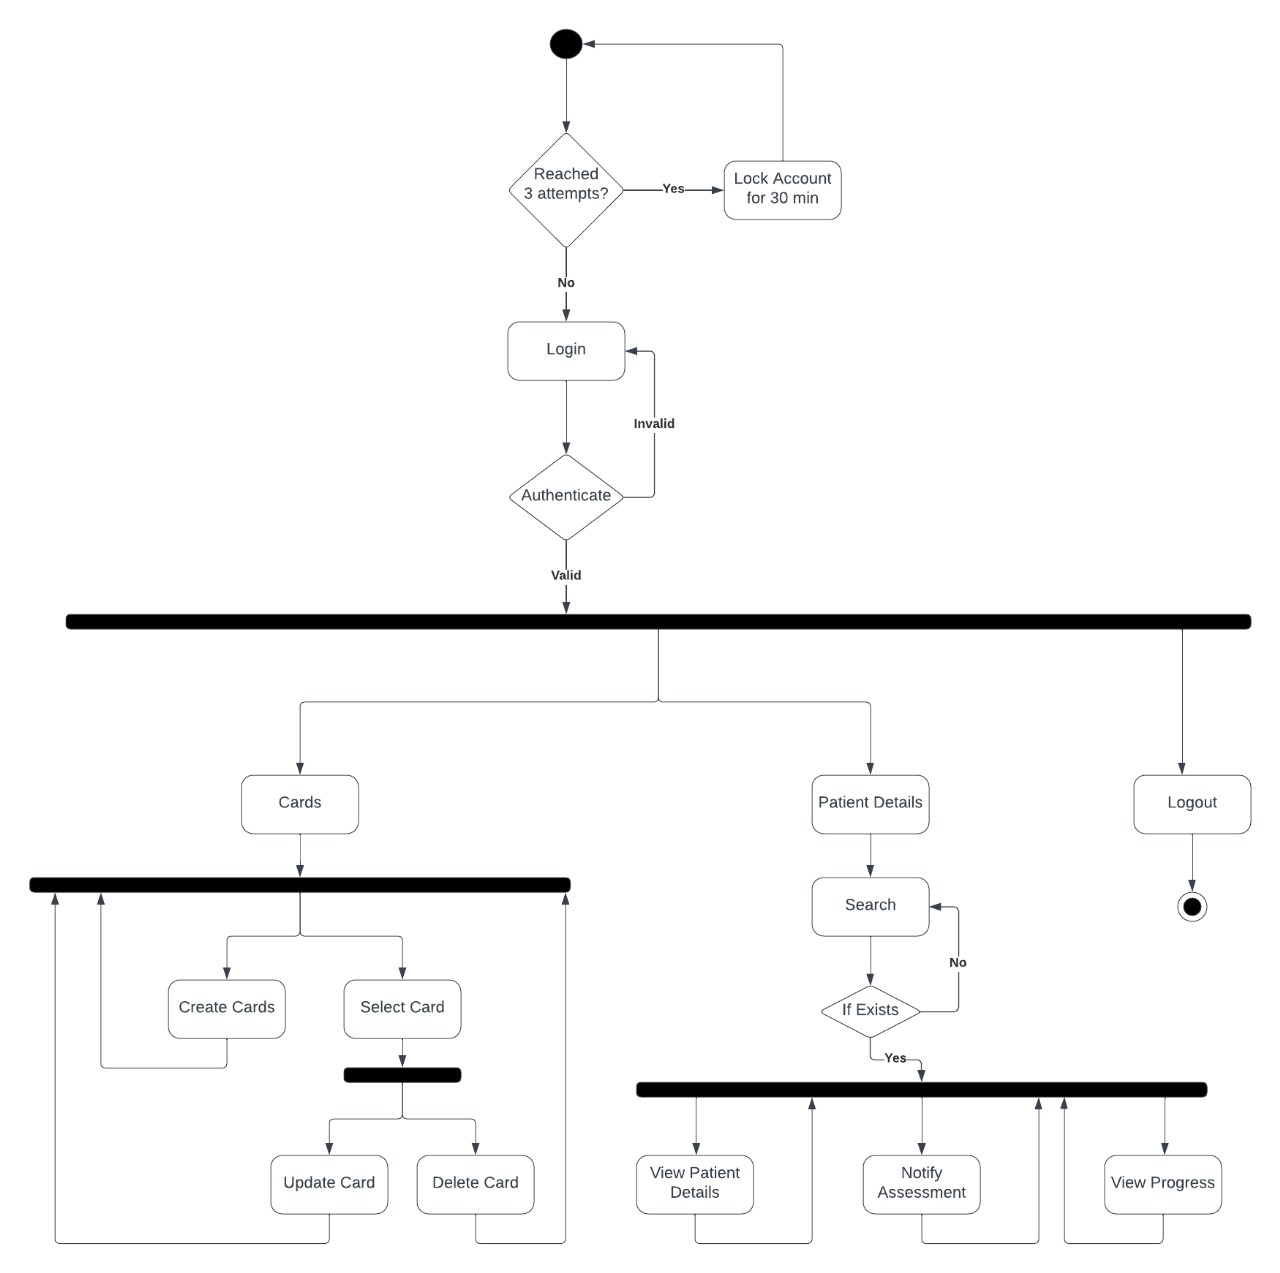 Reached
3 attempts?
Yes
Lock Account
for 30 min
No
Login
Invalid
Authenticate
Valid
Cards
Patient Details
Logout
Search
No
Create Cards
Select Card
If Exists
Yes
Update Card
Delete Card
View Patient
Details
Notify
Assessment
View Progress